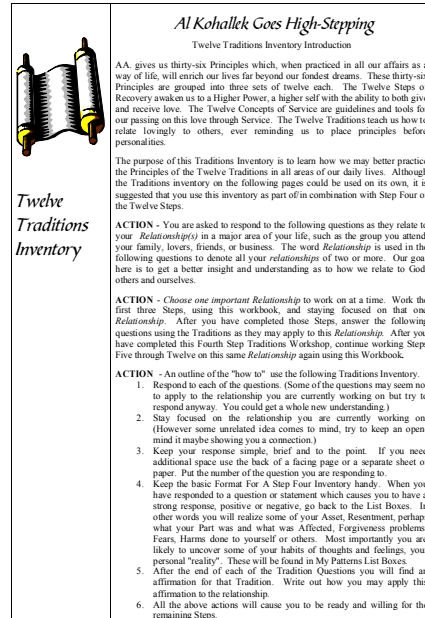 Al Kohallek Goes High-Stepping
Twelve Traditions Inventory Introduction
AA. gives us thirty-six Principles which, when practiced in all our affairs as a
way of life, will enrich our lives far beyond our fondest dreams. These thirty-six
Principles are grouped into three sets of twelve each. The Twelve Steps of
Recovery awaken us to a Higher Power, a higher self with the ability to both give
and receive love. The Twelve Concepts of Service are guidelines and tools for
our passing on this love through Service. The Twelve Traditions teach us how to
relate lovingly to others, ever reminding us to place principles before
personalities.
The purpose of this Traditions Inventory is to learn how we may better practice
the Principles of the Twelve Traditions in all areas of our daily lives. Although
the Traditions inventory on the following pages could be used on its own, it is
suggested that you use this inventory as part of/in combination with Step Four of
the Twelve Steps.
Twelve
Traditions
Inventory
ACTION - You are asked to respond to the following questions as they relate to
your Relationship(s) in a major area of your life, such as the group you attend,
your family, lovers, friends, or business. The word Relationship is used in the
following questions to denote all your relationships of two or more. Our goal
here is to get a better insight and understanding as to how we relate to God,
others and ourselves.
ACTION - Choose one important Relationship to work on at a time. Work the
first three Steps, using this workbook, and staying focused on that one
Relationship. After you have completed those Steps, answer the following
questions using the Traditions as they may apply to this Relationship. After you
have completed this Fourth Step Traditions Workshop, continue working Steps
Five through Twelve on this same Relationship again using this Workbook.
ACTION - An outline of the "how to" use the following Traditions Inventory.
1. Respond to each of the questions. (Some of the questions may seem not
to apply to the relationship you are currently working on but try to
respond anyway. You could get a whole new understanding.)
2. Stay focused on the relationship you are currently working on.
(However some unrelated idea comes to mind, try to keep an open
mind it maybe showing you a connection.)
3. Keep your response simple, brief and to the point. If you need
additional space use the back of a facing page or a separate sheet of
paper. Put the number of the question you are responding to.
4. Keep the basic Format For A Step Four Inventory handy. When you
have responded to a question or statement which causes you to have a
strong response, positive or negative, go back to the List Boxes. In
other words you will realize some of your Asset, Resentment, perhaps
what your Part was and what was Affected, Forgiveness problems,
Fears, Harms done to yourself or others. Most importantly you are
likely to uncover some of your habits of thoughts and feelings, your
personal "reality". These will be found in My Patterns List Boxes.
5. After the end of each of the Tradition Questions you will find an
affirmation for that Tradition. Write out how you may apply this
affirmation to the relationship.
6. All the above actions will cause you to be ready and willing for the
remaining Steps.